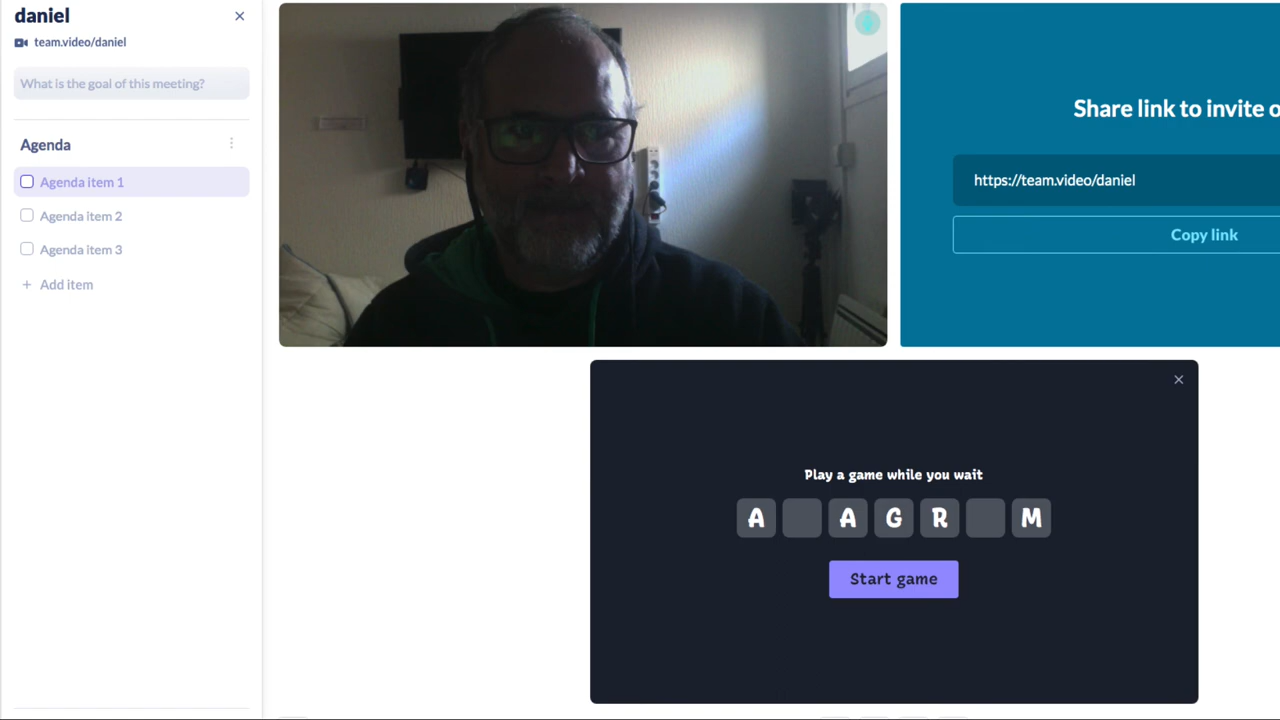 daniel
team.video/daniel
What is the goal of this meeting?
Agenda
Agenda item 1
Agenda item 2
Agenda item 3
+ Add item
Share link to invite o
https://team.video/daniel
Copy link
Play a game while you wait
A AGR M
Start game